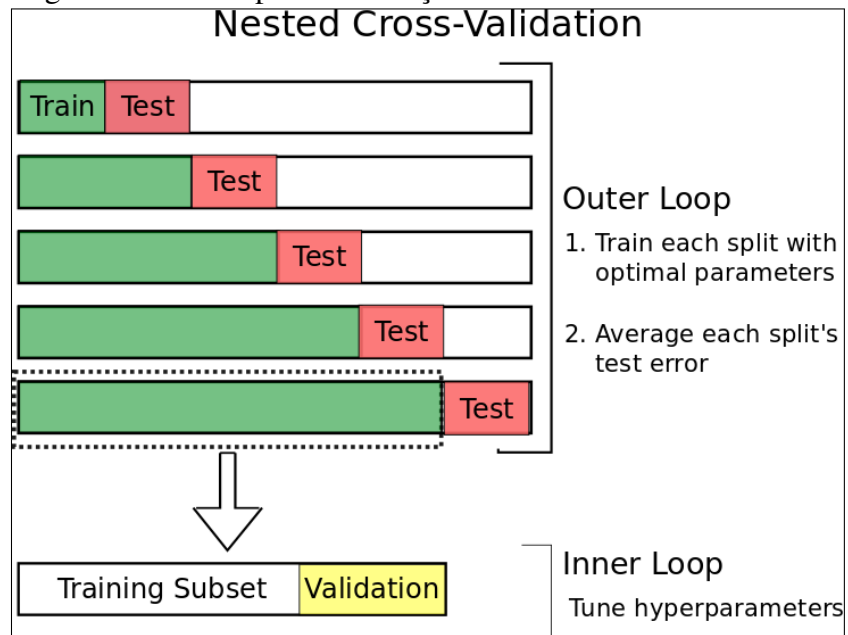 Nested Cross-Validation
Train Test
Test
Test
Test
Test
Outer Loop
1. Train each split with
optimal parameters
2. Average each split's
test error
Training Subset Validation
Inner Loop
Tune hyperparameters